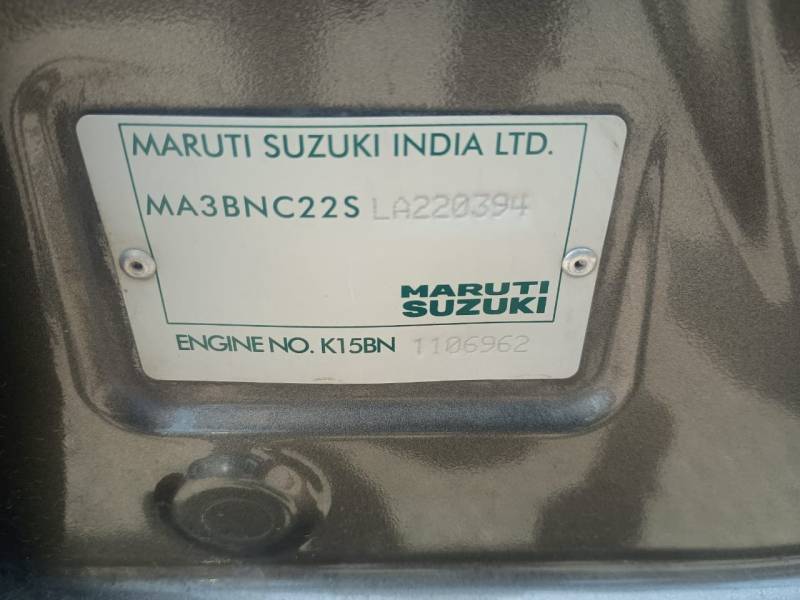 MARUTI SUZUKI INDIA LTD.
MA3BNC22S LA220394
MARUTI
SUZUKI
ENGINE NO. K15BN 1106962